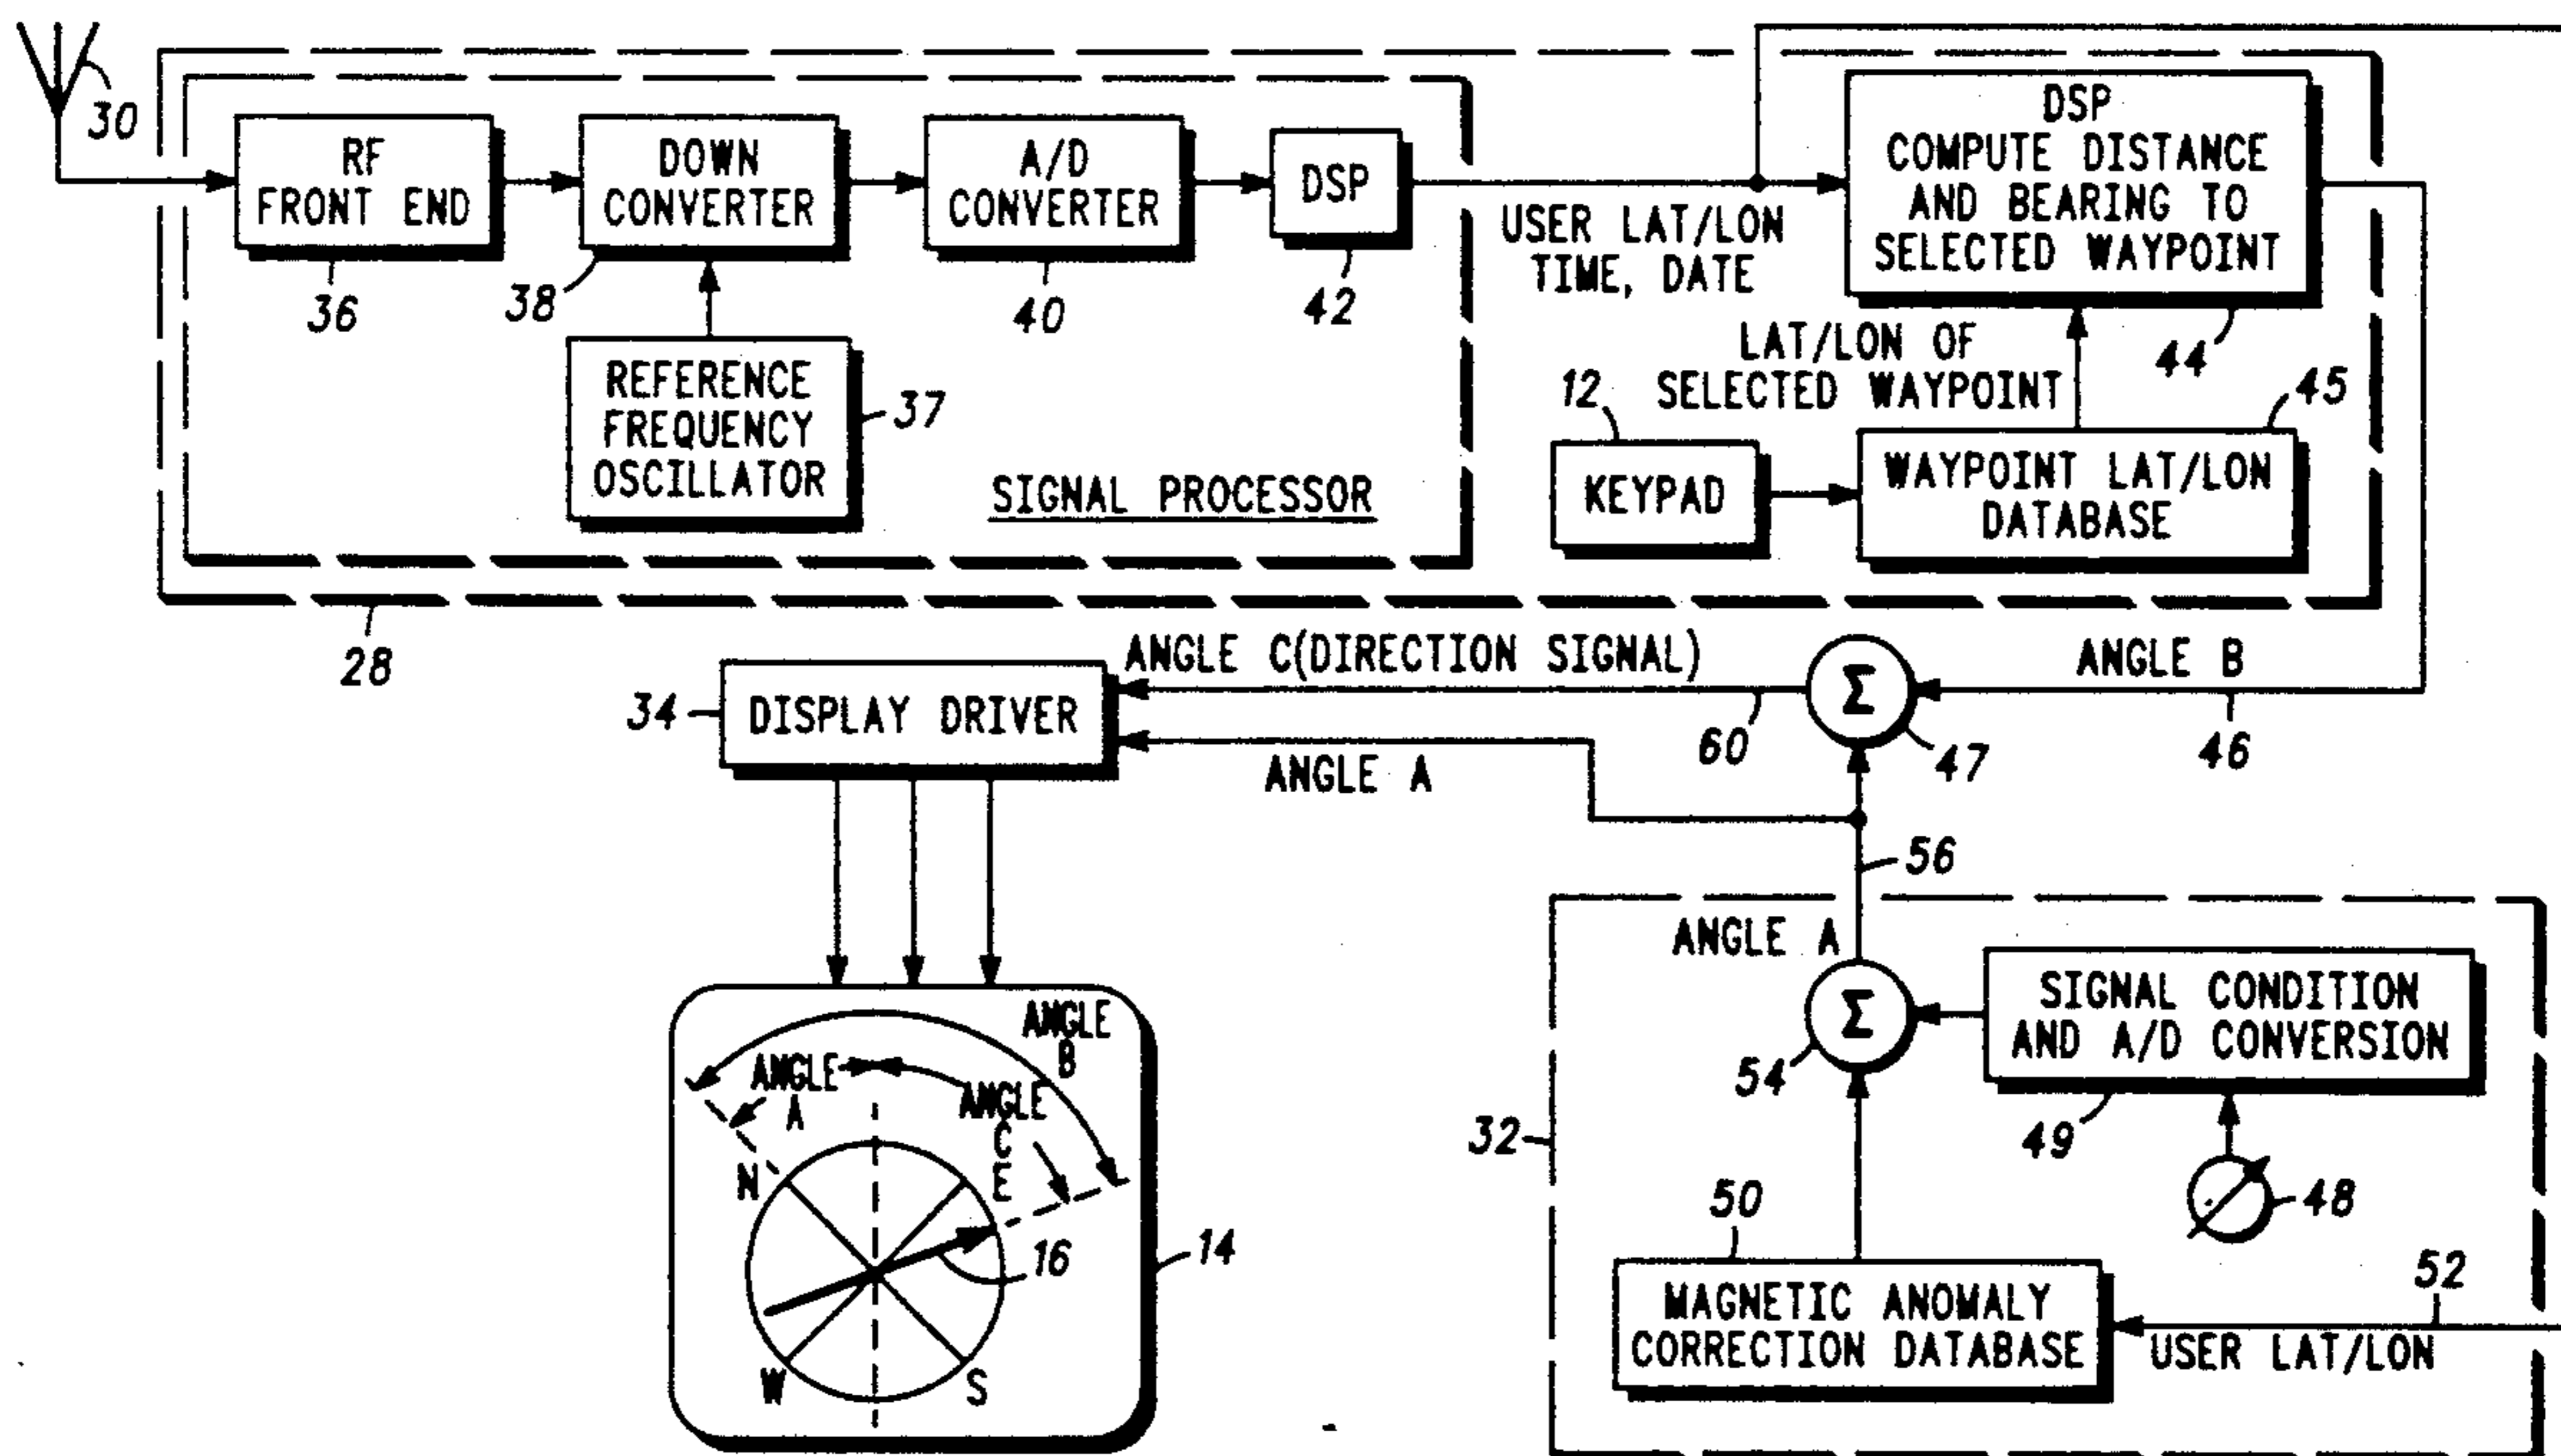 30
RF
FRONT END
36
DOWN
CONVERTER
38
A/D
CONVERTER
40
DSP
42
REFERENCE
FREQUENCY
OSCILLATOR
37
SIGNAL PROCESSOR
28
USER LAT/LON
TIME, DATE
DSP
COMPUTE DISTANCE
AND BEARING TO
SELECTED WAYPOINT
44
LAT/LON OF
SELECTED WAYPOINT
12
KEYPAD
45
WAYPOINT LAT/LON
DATABASE
34
DISPLAY DRIVER
ANGLE C(DIRECTION SIGNAL)
60
ANGLE A
Σ
47
ANGLE B
46
56
ANGLE A
Σ
54
SIGNAL CONDITION
AND A/D CONVERSION
49
48
32
50
MAGNETIC ANOMALY
CORRECTION DATABASE
52
USER LAT/LON
ANGLE
B
ANGLE
A
ANGLE
C
N
E
W
S
16
14